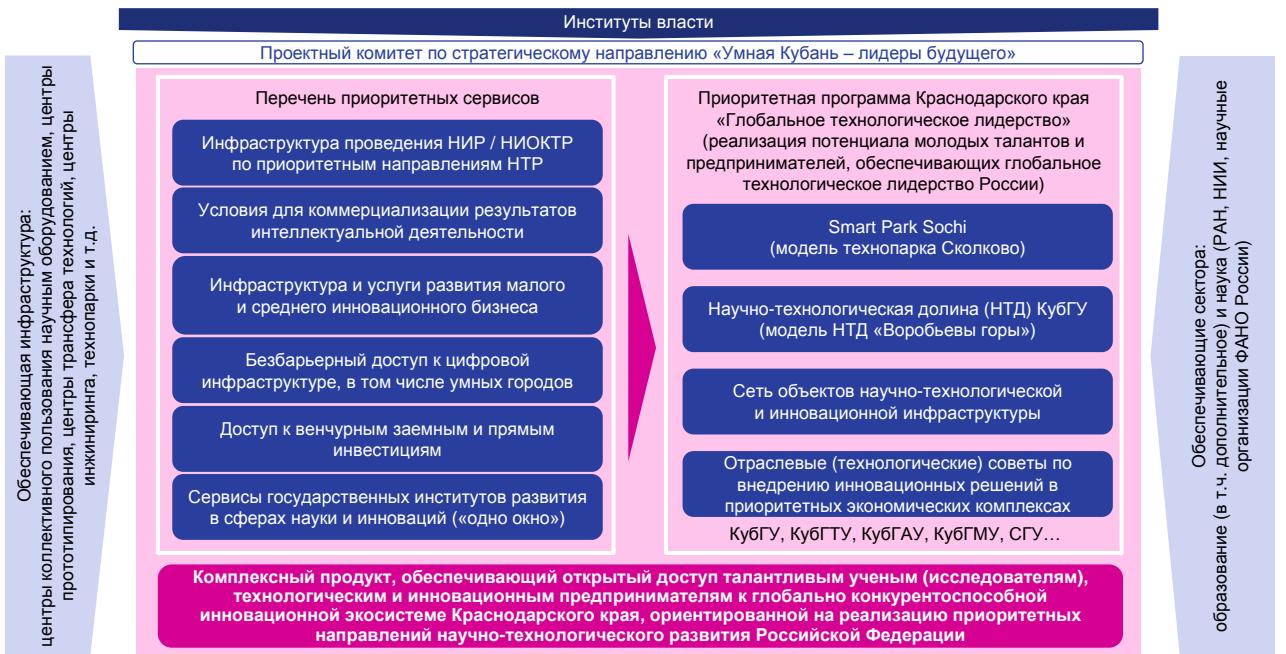 Институты власти
Проектный комитет по стратегическому направлению «Умная Кубань – лидеры будущего»
Обеспечивающая инфраструктура:
центры коллективного пользования научным оборудованием, центры
прототипирования, центры трансфера технологий, центры
инжиниринга, технопарки и т.д.
Перечень приоритетных сервисов
Инфраструктура проведения НИР / НИОКТР
по приоритетным направлениям НТР
Условия для коммерциализации результатов
интеллектуальной деятельности
Инфраструктура и услуги развития малого
и среднего инновационного бизнеса
Безбарьерный доступ к цифровой
инфраструктуре, в том числе умных городов
Доступ к венчурным заемным и прямым
инвестициям
Сервисы государственных институтов развития
в сферах науки и инноваций («одно окно»)
Приоритетная программа Краснодарского края
«Глобальное технологическое лидерство»
(реализация потенциала молодых талантов и
предпринимателей, обеспечивающих глобальное
технологическое лидерство России)
Smart Park Sochi
(модель технопарка Сколково)
Научно-технологическая долина (НТД) КубГУ
(модель НТД «Воробьевы горы»)
Сеть объектов научно-технологической
и инновационной инфраструктуры
Отраслевые (технологические) советы по
внедрению инновационных решений в
приоритетных экономических комплексах
КубГУ, КубГТУ, КубГАУ, КубГМУ, СГУ…
Комплексный продукт, обеспечивающий открытый доступ талантливым ученым (исследователям),
технологическим и инновационным предпринимателям к глобально конкурентоспособной
инновационной экосистеме Краснодарского края, ориентированной на реализацию приоритетных
направлений научно-технологического развития Российской Федерации
Обеспечивающие сектора:
образование (в т.ч. дополнительное) и наука (РАН, НИИ, научные
организации ФАНО России)